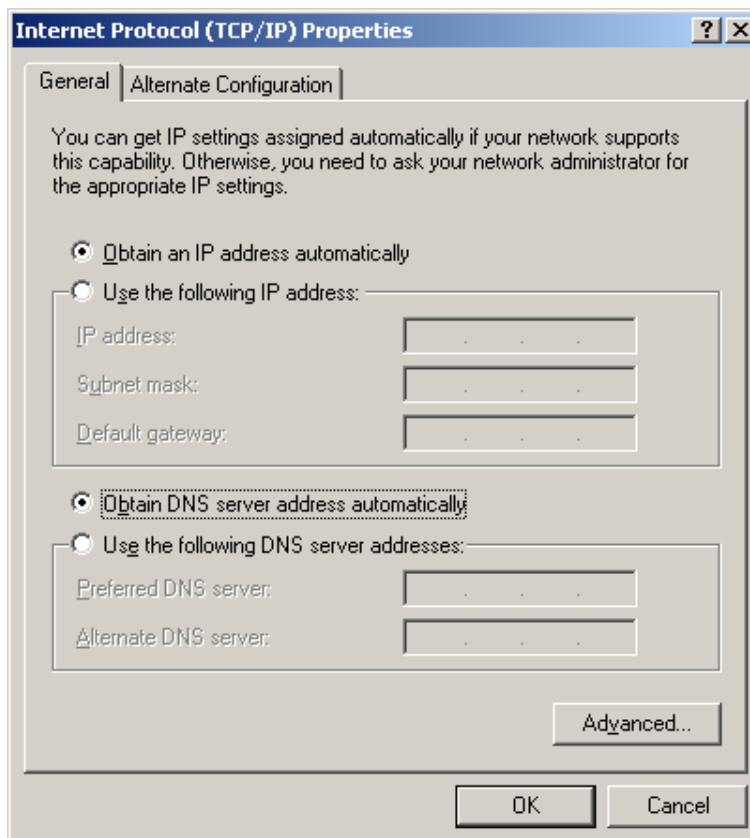 Internet Protocol (TCP/IP) Properties
General
Alternate Configuration
You can get IP settings assigned automatically if your network supports
this capability. Otherwise, you need to ask your network administrator for
the appropriate IP settings.
Obtain an IP address automatically
Use the following IP address:
IP address:
Subnet mask:
Default gateway:
Obtain DNS server address automatically
Use the following DNS server addresses:
Preferred DNS server:
Alternate DNS server:
Advanced...
OK
Cancel